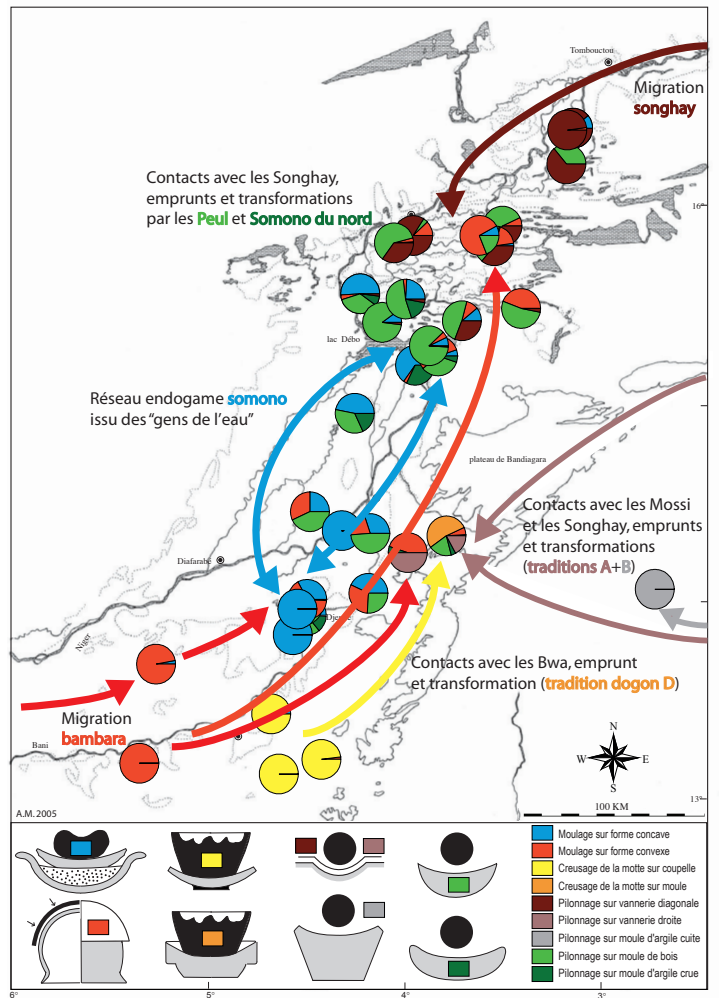 Tombouctou
Migration
songhay
Contacts avec les Songhay,
emprunts et transformations
par les Peul et Somono du nord
16°
lac Débo
Réseau endogame somono
issu des "gens de l'eau"
plateau de Bandiagara
Contacts avec les Mossi
et les Songhay, emprunts
et transformations
(traditions A+B)
Diafarabé
Niger
Contacts avec les Bwa, emprunt
et transformation (tradition dogon D)
Migration
bambara
Bani
N
W E
S
13°
100 KM
A.M. 2005
Moulage sur forme concave
Moulage sur forme convexe
Creusage de la motte sur coupelle
Creusage de la motte sur moule
Pilonnage sur vannerie diagonale
Pilonnage sur vannerie droite
Pilonnage sur moule d'argile cuite
Pilonnage sur moule de bois
Pilonnage sur moule d'argile crue
6° 5° 4° 3°